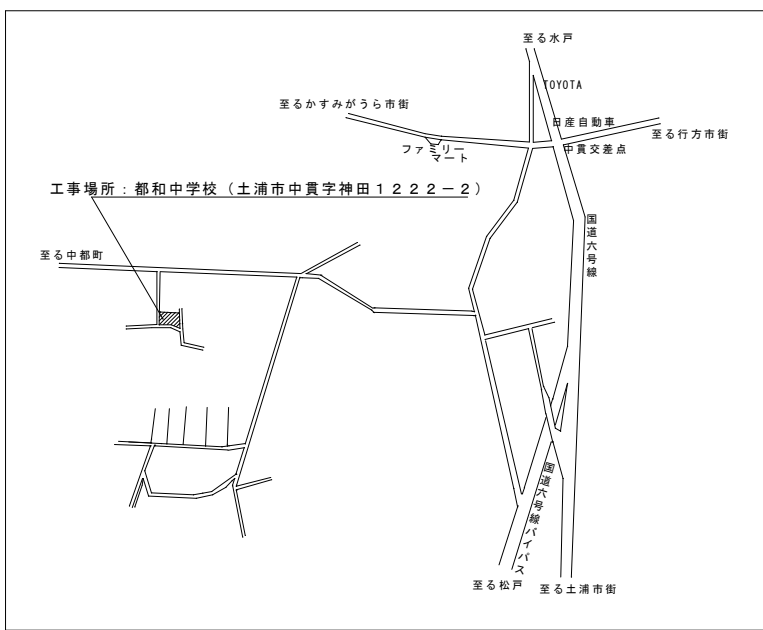 至る水戸
TOYOTA
至るかすみがうら市街
日産自動車
至る行方市街
ファミリー
マート
中貫交差点
工事場所：都和中学校（土浦市中貫字神田１２２２－２）
国道六号線
至る中都町
国道六号線バイパス
至る松戸
至る土浦市街